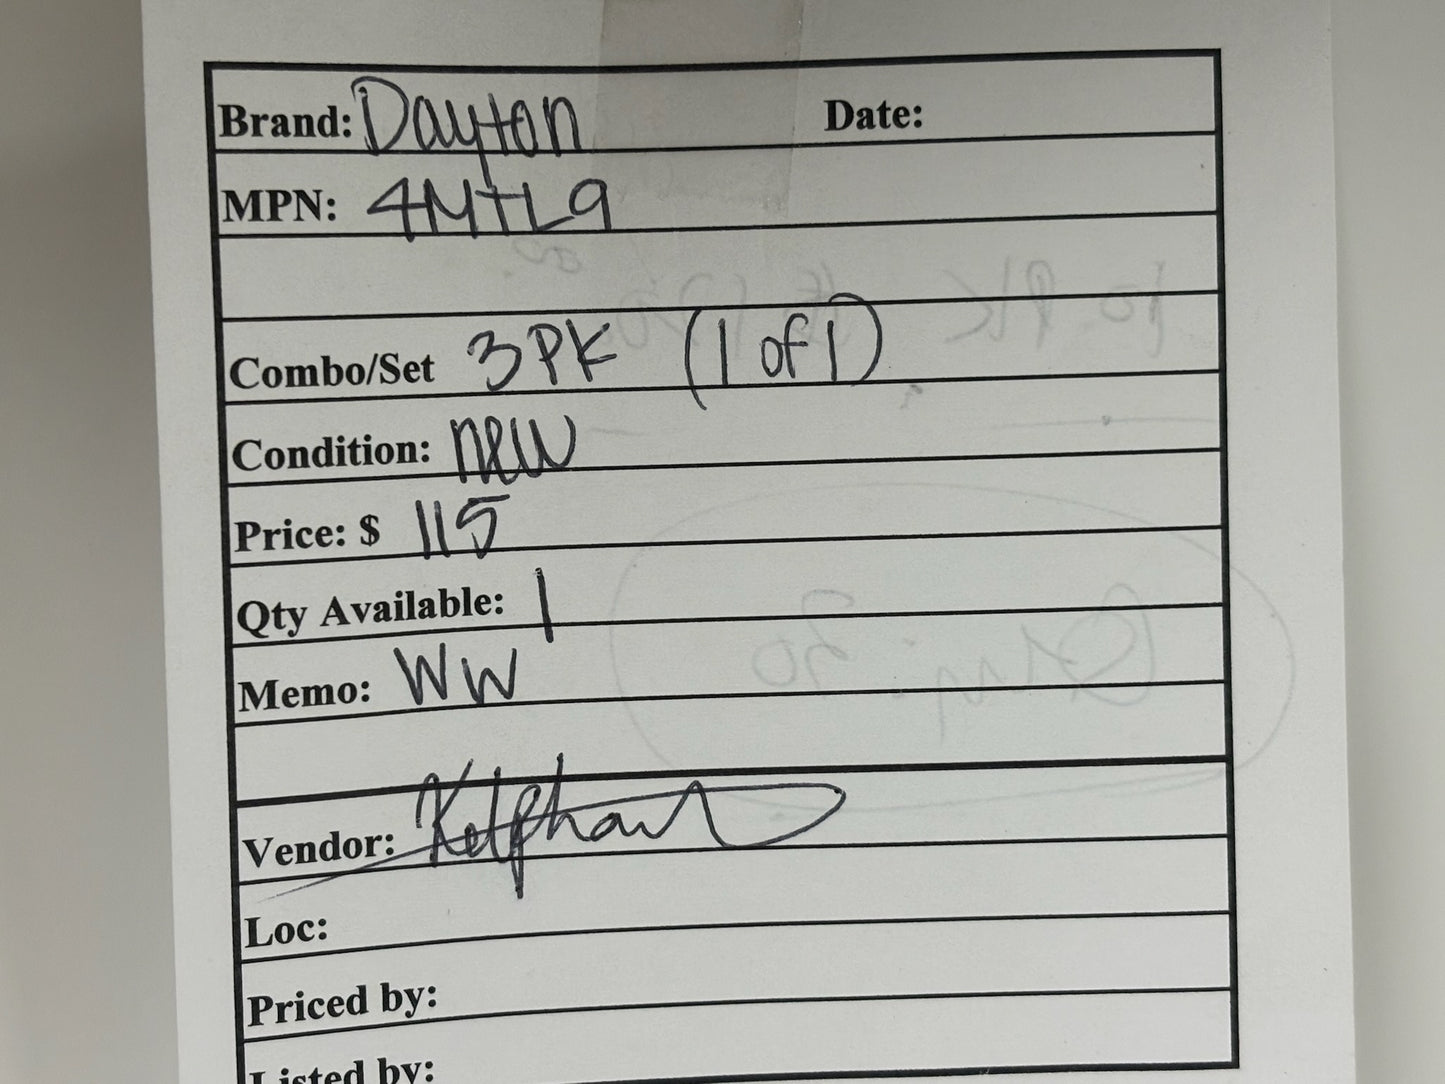 Brand: Dayton Date:
MPN: 4MTL9
Combo/Set 3PK (1 of 1)
Condition: new
Price: $ 115
Qty Available: 1
Memo: WW
Vendor:
Loc:
Priced by:
Listed by: